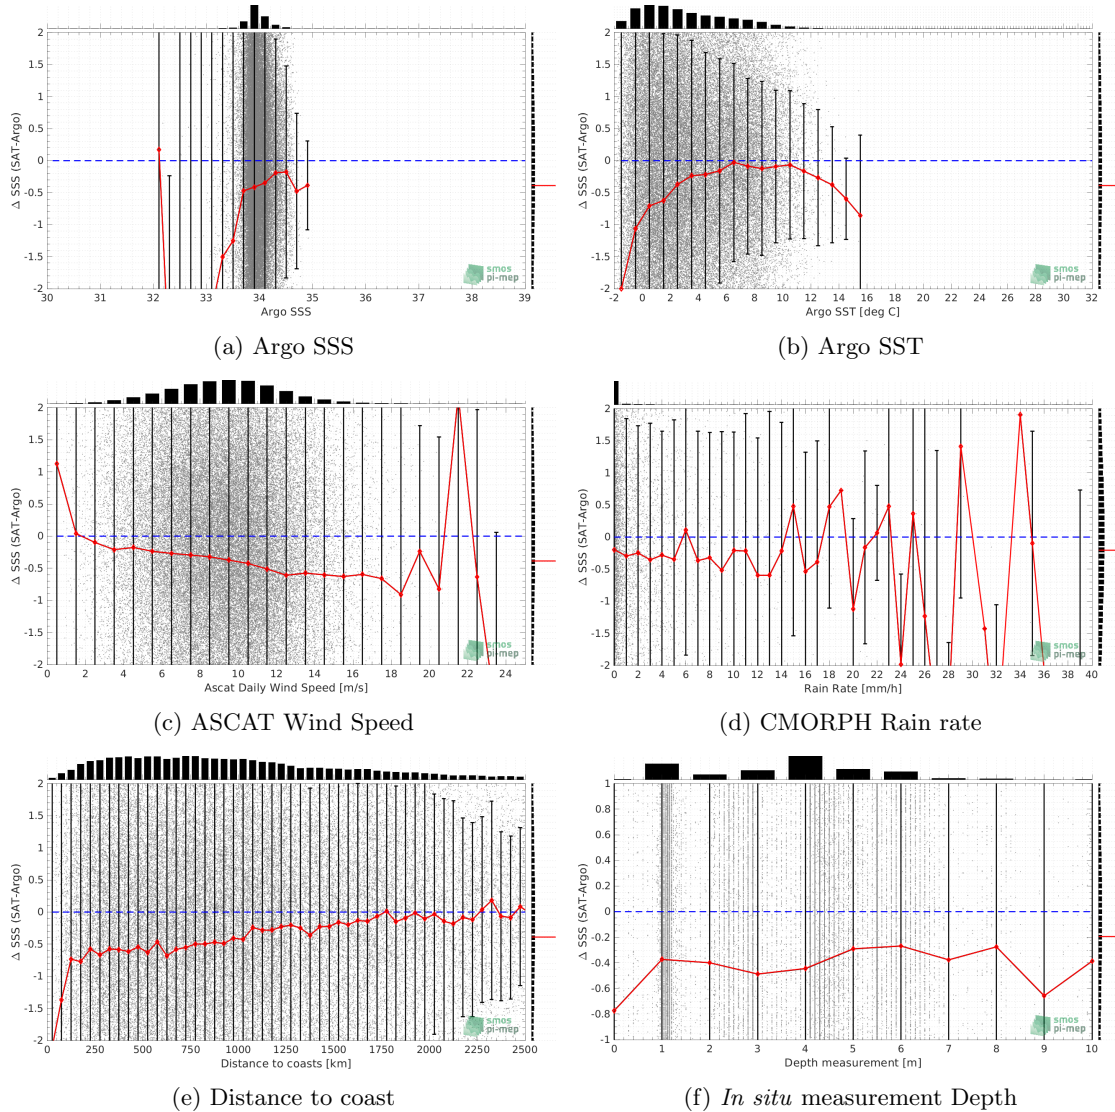 2
1.5
1
0.5
0
-0.5
-1
-1.5
-2
Δ SSS (SAT-Argo)
30 31 32 33 34 35 36 37 38 39
Argo SSS
smos
pi-mep
(a) Argo SSS
2
1.5
1
0.5
0
-0.5
-1
-1.5
-2
Δ SSS (SAT-Argo)
-2 0 2 4 6 8 10 12 14 16 18 20 22 24 26 28 30 32
Argo SST [deg C]
smos
pi-mep
(b) Argo SST
2
1.5
1
0.5
0
-0.5
-1
-1.5
-2
Δ SSS (SAT-Argo)
0 2 4 6 8 10 12 14 16 18 20 22 24
Ascat Daily Wind Speed [m/s]
smos
pi-mep
(c) ASCAT Wind Speed
2
1.5
1
0.5
0
-0.5
-1
-1.5
-2
Δ SSS (SAT-Argo)
0 2 4 6 8 10 12 14 16 18 20 22 24 26 28 30 32 34 36 38 40
Rain Rate [mm/h]
smos
pi-mep
(d) CMORPH Rain rate
2
1.5
1
0.5
0
-0.5
-1
-1.5
-2
Δ SSS (SAT-Argo)
0 250 500 750 1000 1250 1500 1750 2000 2250 2500
Distance to coasts [km]
smos
pi-mep
(e) Distance to coast
1
0.8
0.6
0.4
0.2
0
-0.2
-0.4
-0.6
-0.8
-1
Δ SSS (SAT-Argo)
0 1 2 3 4 5 6 7 8 9 10
Depth measurement [m]
smos
pi-mep
(f) In situ measurement Depth